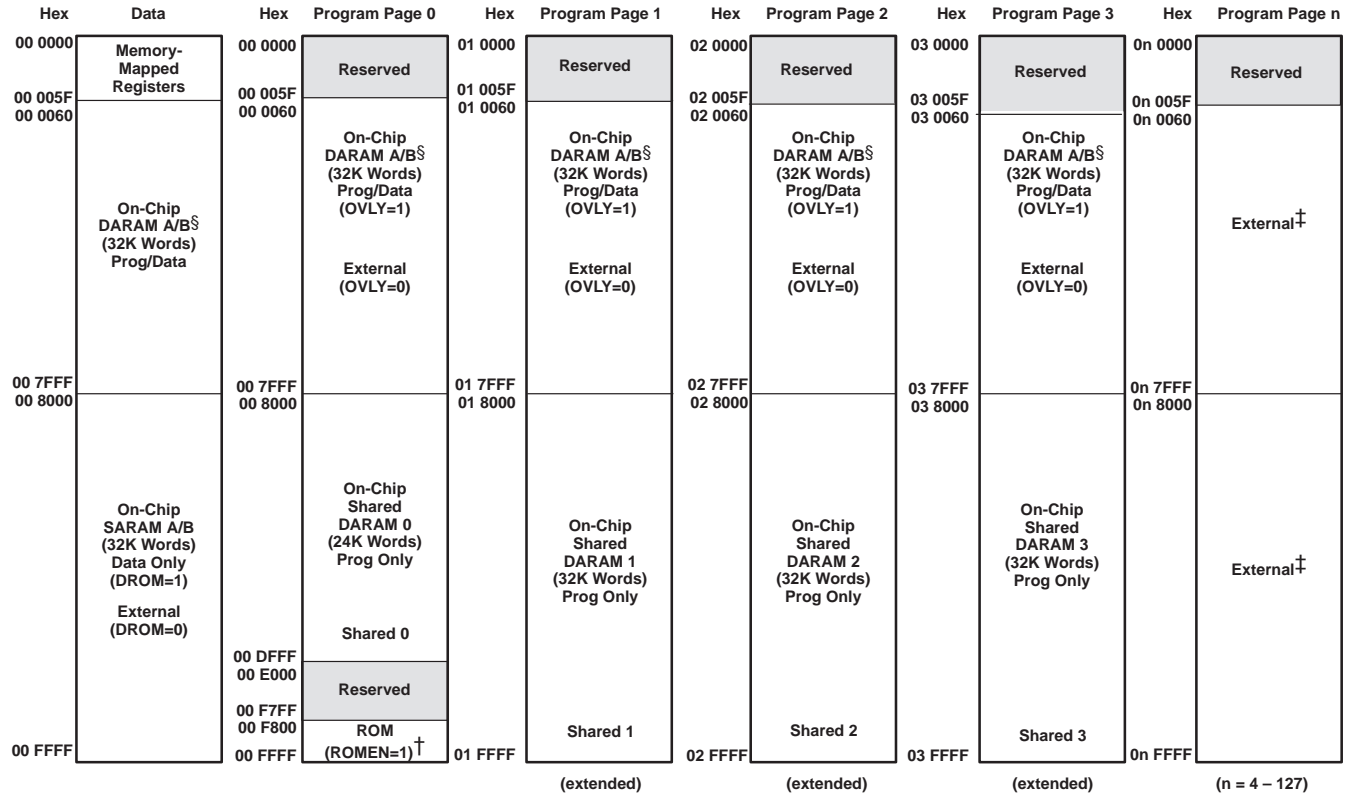 Hex Data Hex Program Page 0 Hex Program Page 1 Hex Program Page 2 Hex Program Page 3 Hex Program Page n
00 0000
00 005F
00 0060
00 7FFF
00 8000
00 FFFF
Memory-
Mapped
Registers
On-Chip
DARAM A/B§
(32K Words)
Prog/Data
On-Chip
SARAM A/B
(32K Words)
Data Only
(DROM=1)
External
(DROM=0)
00 0000
00 005F
00 0060
00 7FFF
00 8000
00 DFFF
00 E000
00 F7FF
00 F800
00 FFFF
Reserved
On-Chip
DARAM A/B§
(32K Words)
Prog/Data
(OVLY=1)
External
(OVLY=0)
On-Chip
Shared
DARAM 0
(24K Words)
Prog Only
Shared 0
Reserved
ROM
(ROMEN=1)†
01 0000
01 005F
01 0060
01 7FFF
01 8000
01 FFFF
Reserved
On-Chip
DARAM A/B§
(32K Words)
Prog/Data
(OVLY=1)
External
(OVLY=0)
On-Chip
Shared
DARAM 1
(32K Words)
Prog Only
Shared 1
(extended)
02 0000
02 005F
02 0060
02 7FFF
02 8000
02 FFFF
Reserved
On-Chip
DARAM A/B§
(32K Words)
Prog/Data
(OVLY=1)
External
(OVLY=0)
On-Chip
Shared
DARAM 2
(32K Words)
Prog Only
Shared 2
(extended)
03 0000
03 005F
03 0060
03 7FFF
03 8000
03 FFFF
Reserved
On-Chip
DARAM A/B§
(32K Words)
Prog/Data
(OVLY=1)
External
(OVLY=0)
On-Chip
Shared
DARAM 3
(32K Words)
Prog Only
Shared 3
(extended)
0n 0000
0n 005F
0n 0060
0n 7FFF
0n 8000
0n FFFF
Reserved
External‡
External‡
(n = 4 – 127)